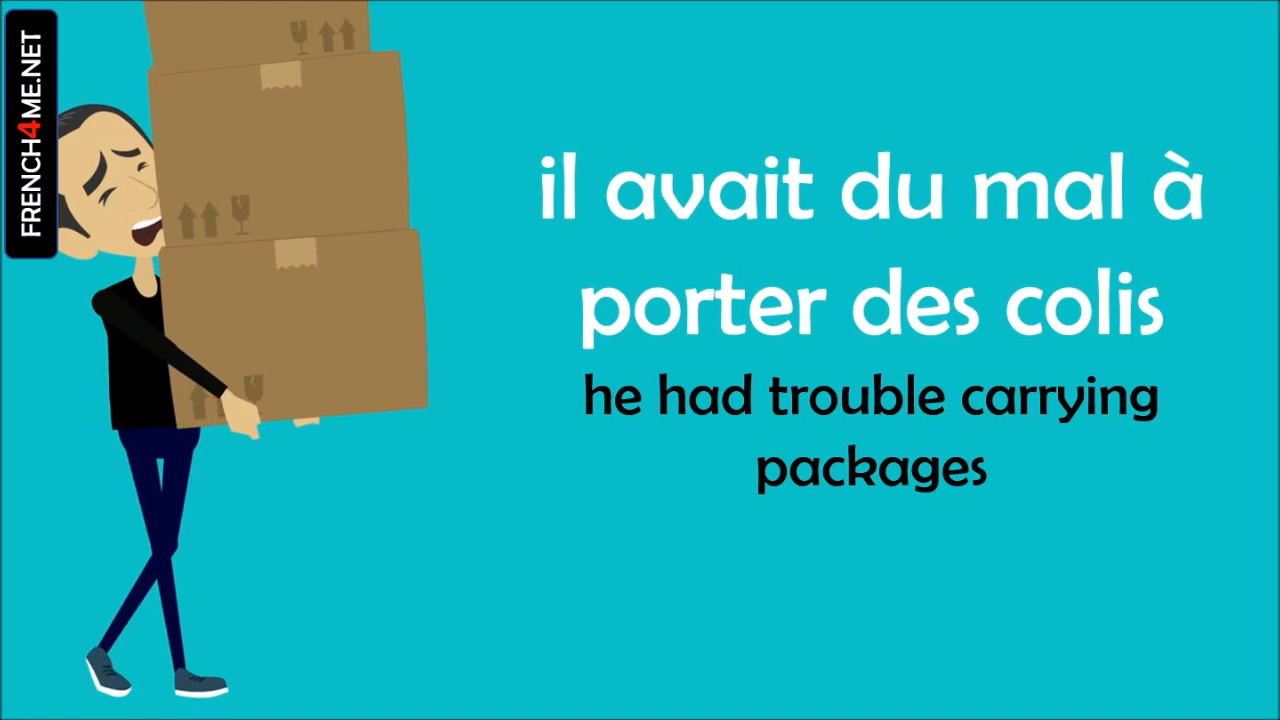 FRENCH4ME.NET
il avait du mal à
porter des colis
he had trouble carrying
packages